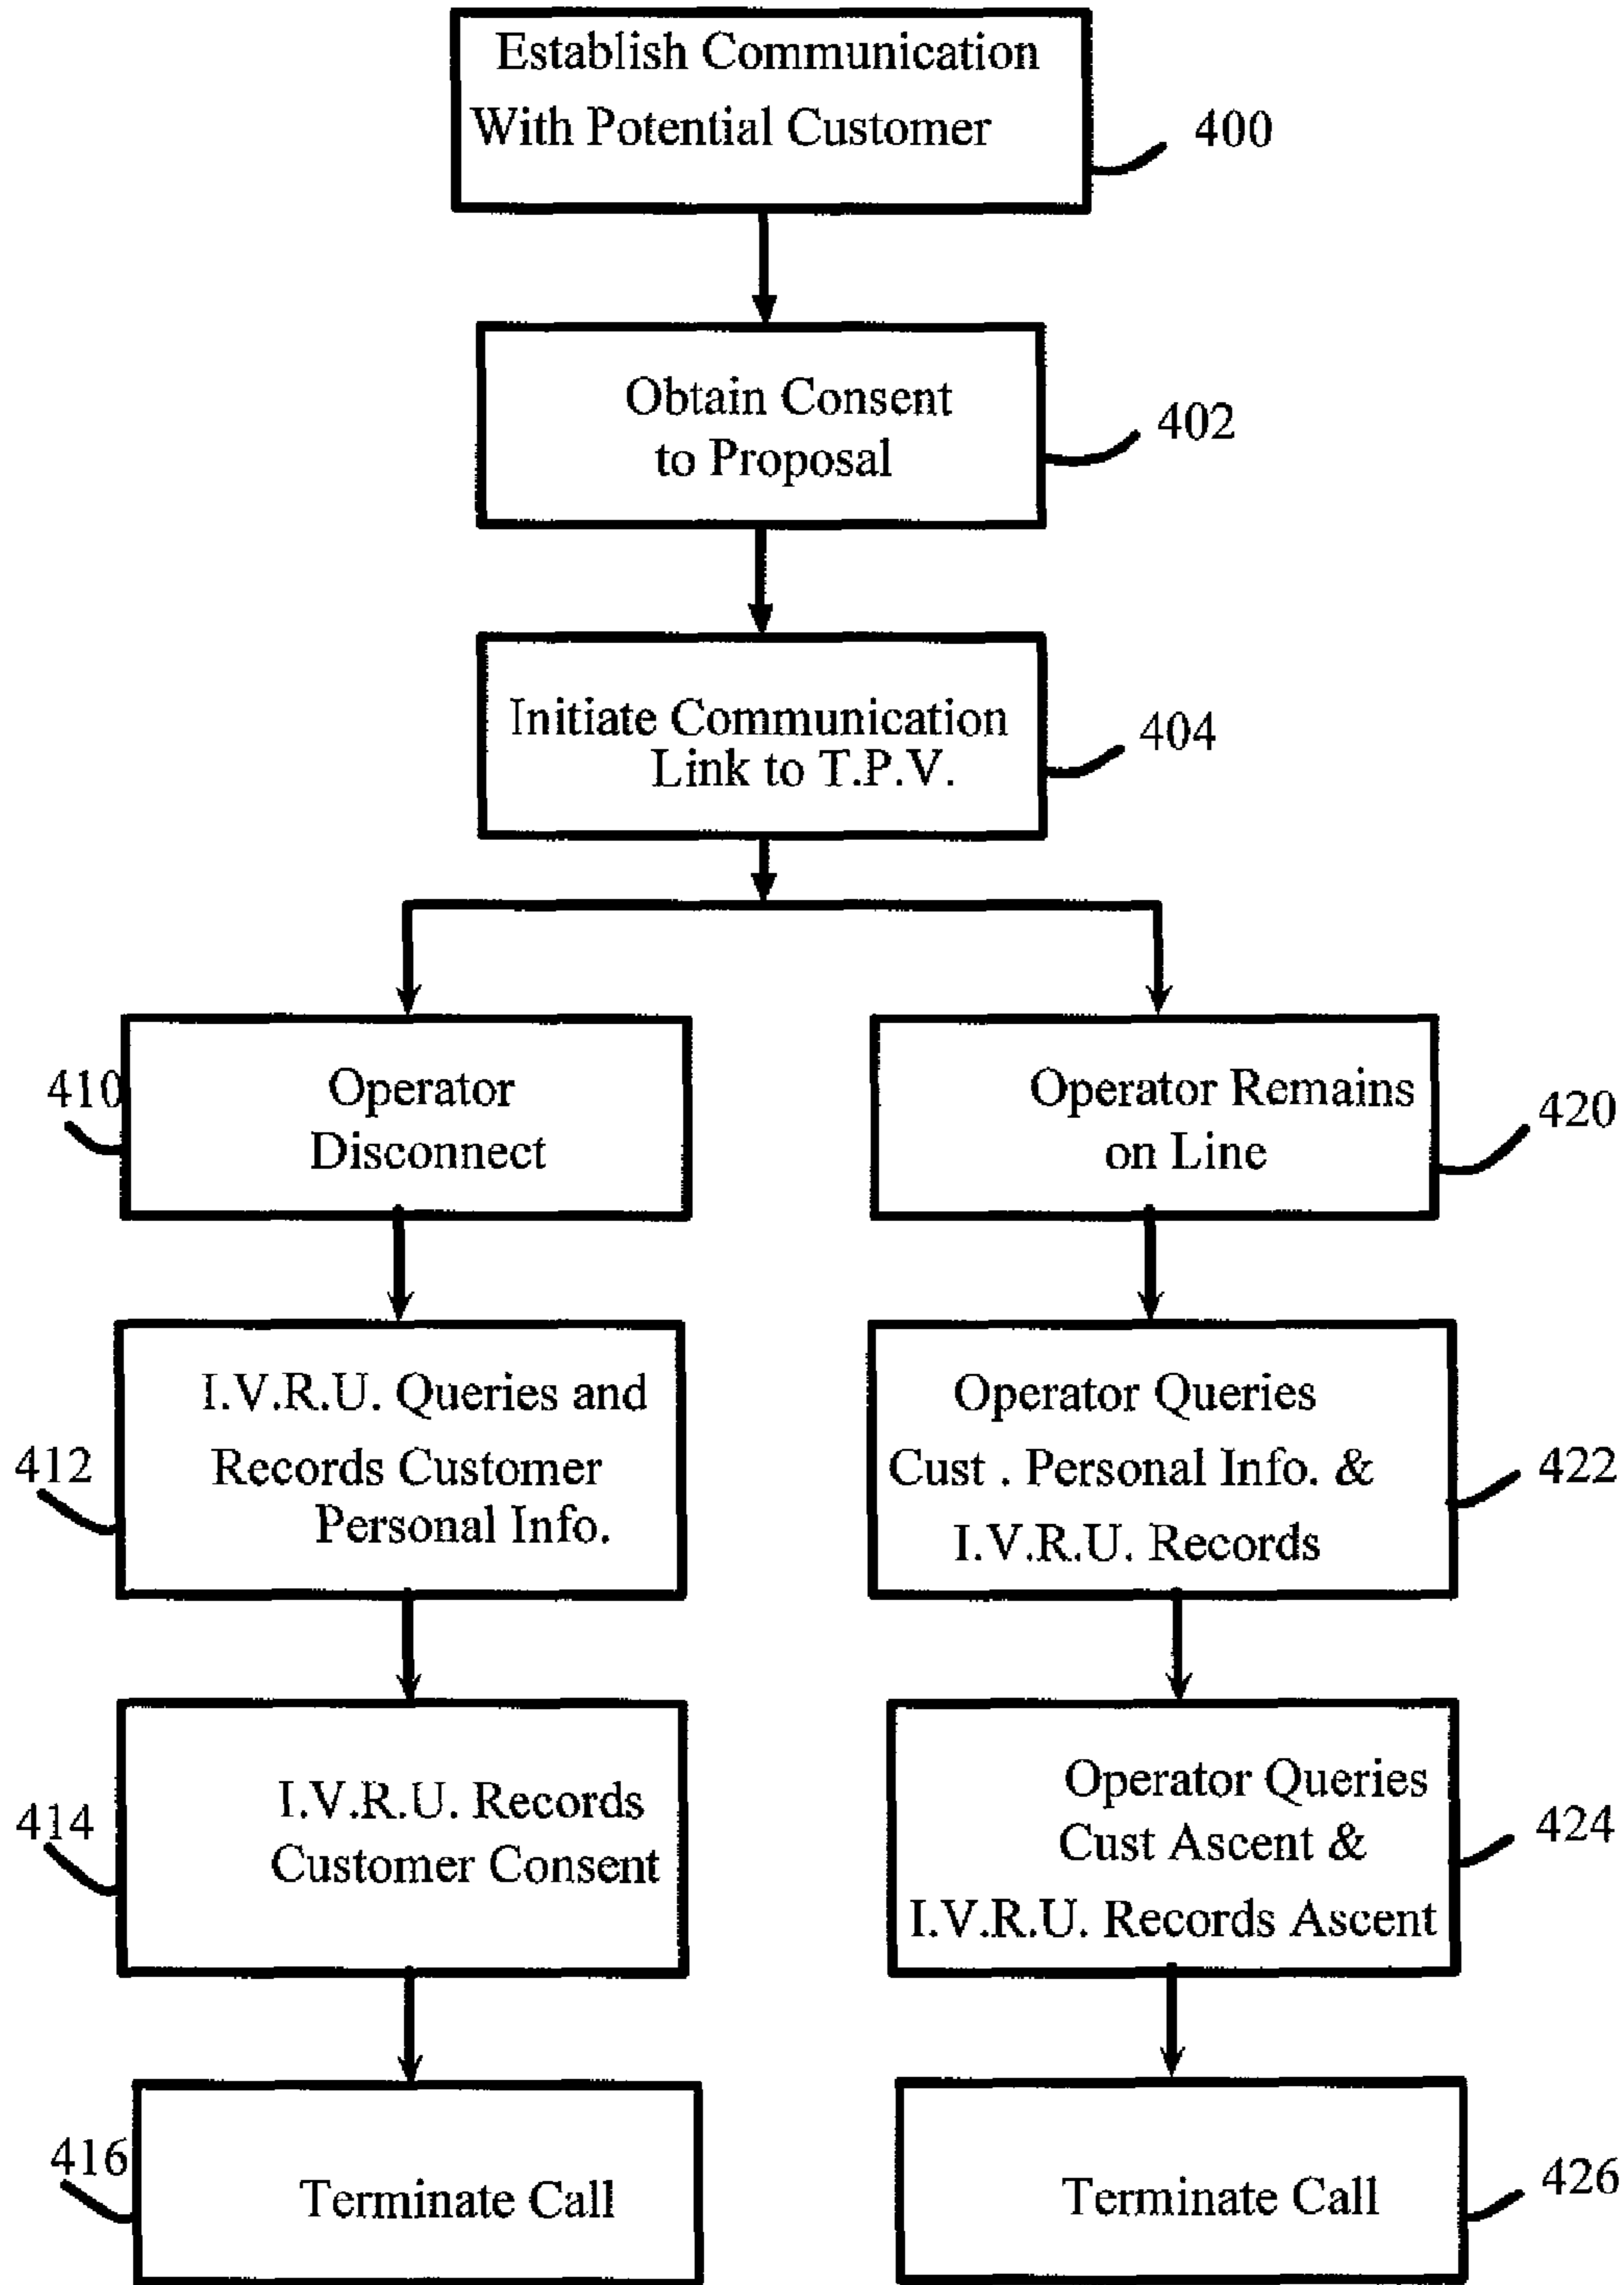 Establish Communication
With Potential Customer
400
Obtain Consent
to Proposal
402
Initiate Communication
Link to T.P.V.
404
410
Operator
Disconnect
Operator Remains
on Line
420
412
I.V.R.U. Queries and
Records Customer
Personal Info.
Operator Queries
Cust . Personal Info. &
I.V.R.U. Records
422
414
I.V.R.U. Records
Customer Consent
Operator Queries
Cust Ascent &
I.V.R.U. Records Ascent
424
416
Terminate Call
Terminate Call
426